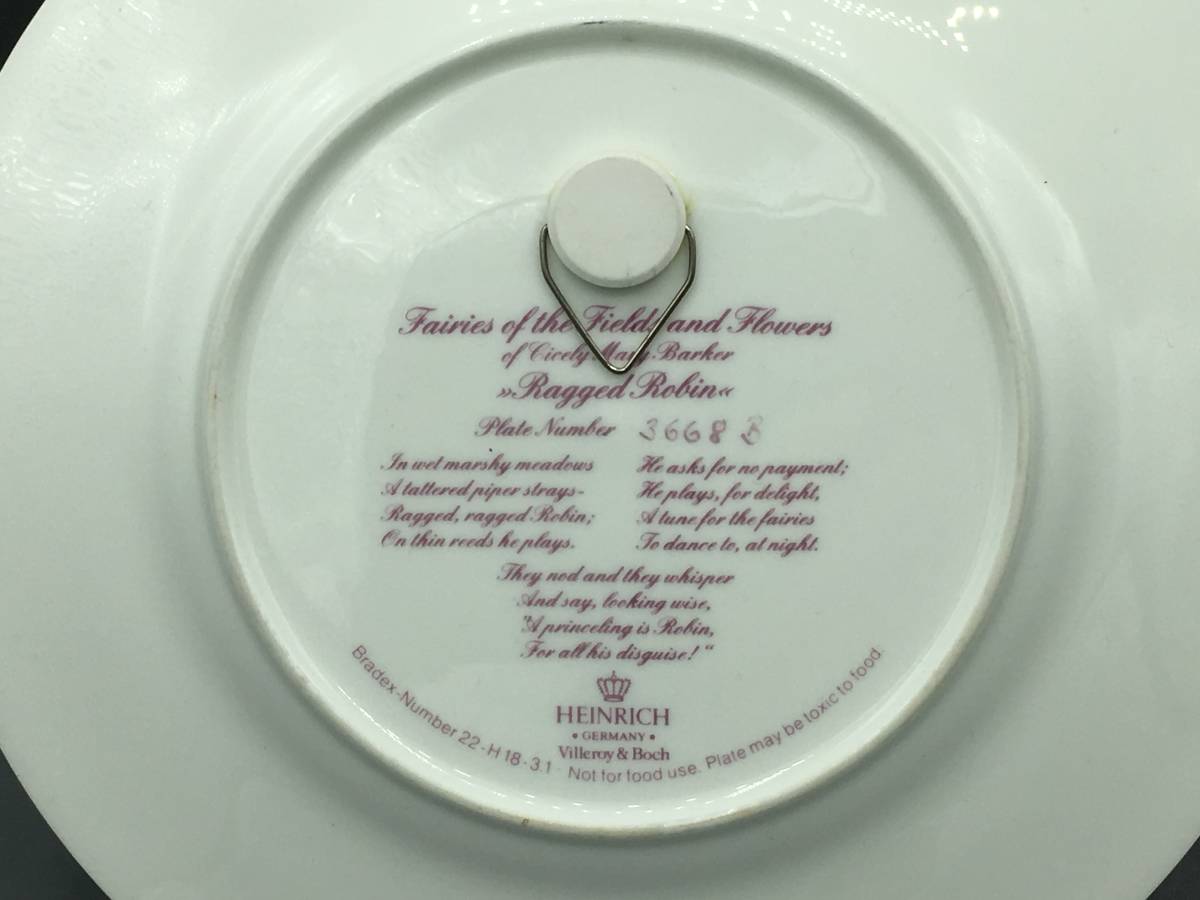 Fairies of the Fields and Flowers
of Cicely Mary Barker
»Ragged Robin«
Plate Number 3668 B
In wet marshy meadows
A tattered piper strays-
Ragged, ragged Robin;
On thin reeds he plays.
He asks for no payment;
He plays, for delight,
A tune for the fairies
To dance to, at night.
They nod and they whisper
And say, looking wise,
"A princeling is Robin,
For all his disguise! "
HEINRICH
• GERMANY •
Villeroy & Boch
Bradex-Number 22-H18-3.1 Not for food use. Plate may be toxic to food.